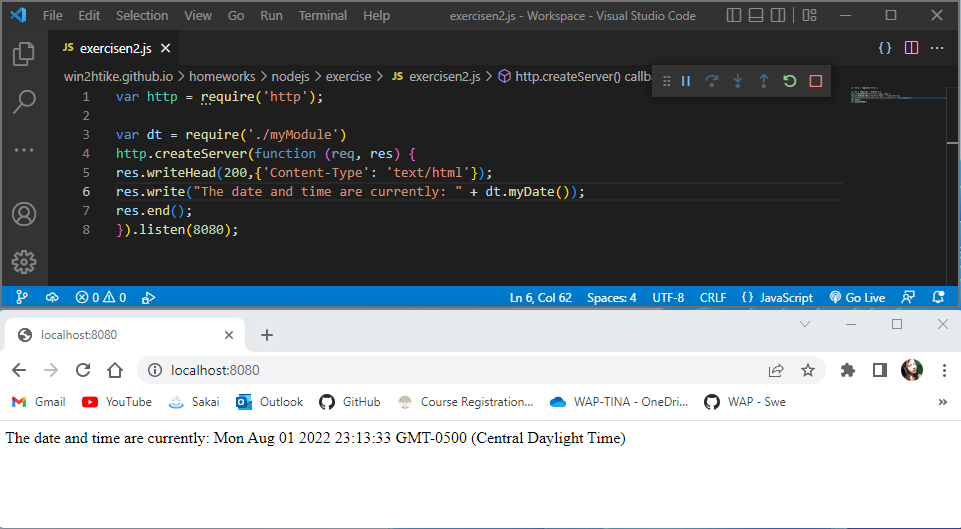 File Edit Selection View Go Run Terminal Help exercisen2.js - Workspace - Visual Studio Code
JS exercisen2.js
win2htike.github.io > homeworks > nodejs > exercise > JS exercisen2.js > http.createServer() callba
1 var http = require('http');
2
3 var dt = require('./myModule')
4 http.createServer(function (req, res) {
5 res.writeHead(200,{'Content-Type': 'text/html'});
6 res.write("The date and time are currently: " + dt.myDate());
7 res.end();
8 }).listen(8080);
0 0 Ln 6, Col 62 Spaces: 4 UTF-8 CRLF {} JavaScript Go Live
localhost:8080
localhost:8080
Gmail YouTube Sakai Outlook GitHub Course Registration... WAP-TINA - OneDri... WAP - Swe »
The date and time are currently: Mon Aug 01 2022 23:13:33 GMT-0500 (Central Daylight Time)